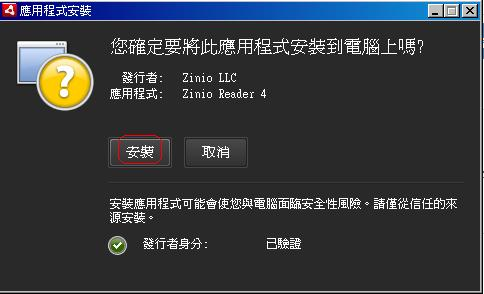 應用程式安裝
您確定要將此應用程式安裝到電腦上嗎?
發行者: Zinio LLC
應用程式: Zinio Reader 4
安裝 取消
安裝應用程式可能會使您與電腦面臨安全性風險。請僅從信任的來
源安裝。
發行者身分: 已驗證